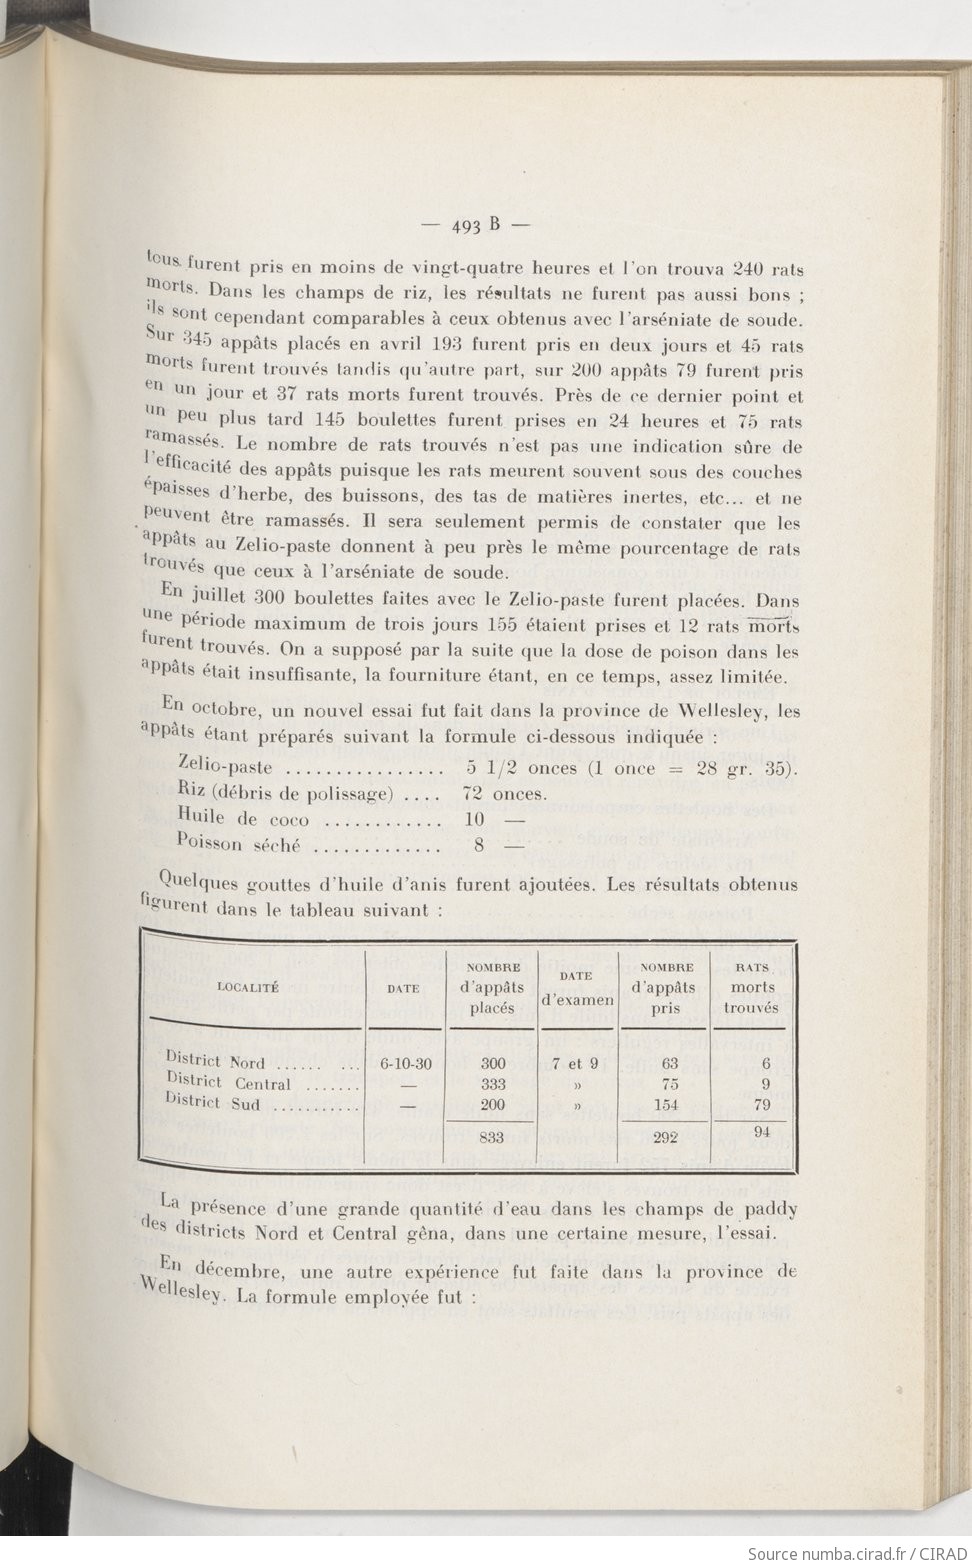 — 493 B —
tous furent pris en moins de vingt-quatre heures et l'on trouva 240 rats
morts. Dans les champs de riz, les résultats ne furent pas aussi bons ;
ils sont cependant comparables à ceux obtenus avec l'arséniate de soude.
Sur 345 appâts placés en avril 193 furent pris en deux jours et 45 rats
morts furent trouvés tandis qu'autre part, sur 200 appâts 79 furent pris
en un jour et 37 rats morts furent trouvés. Près de ce dernier point et
un peu plus tard 145 boulettes furent prises en 24 heures et 75 rats
ramassés. Le nombre de rats trouvés n'est pas une indication sûre de
l'efficacité des appâts puisque les rats meurent souvent sous des couches
épaisses d'herbe, des buissons, des tas de matières inertes, etc... et ne
peuvent être ramassés. Il sera seulement permis de constater que les
appâts au Zelio-paste donnent à peu près le même pourcentage de rats
trouvés que ceux à l'arséniate de soude.
En juillet 300 boulettes faites avec le Zelio-paste furent placées. Dans
une période maximum de trois jours 155 étaient prises et 12 rats morts
furent trouvés. On a supposé par la suite que la dose de poison dans les
appâts était insuffisante, la fourniture étant, en ce temps, assez limitée.
En octobre, un nouvel essai fut fait dans la province de Wellesley, les
appâts étant préparés suivant la formule ci-dessous indiquée :
Zelio-paste ................ 5 1/2 onces (1 once = 28 gr. 35).
Riz (débris de polissage) .... 72 onces.
Huile de coco ............ 10 —
Poisson séché ............. 8 —
Quelques gouttes d'huile d'anis furent ajoutées. Les résultats obtenus
figurent dans le tableau suivant :
LOCALITÉ DATE NOMBRE d'appâts placés DATE d'examen NOMBRE d'appâts pris RATS morts trouvés
District Nord ...... ... 6-10-30 300 7 et 9 63 6
District Central ....... — 333 » 75 9
District Sud ........... — 200 » 154 79
833 292 94
La présence d'une grande quantité d'eau dans les champs de paddy
des districts Nord et Central gêna, dans une certaine mesure, l'essai.
En décembre, une autre expérience fut faite dans la province de
Wellesley. La formule employée fut :
Source numba.cirad.fr / CIRAD